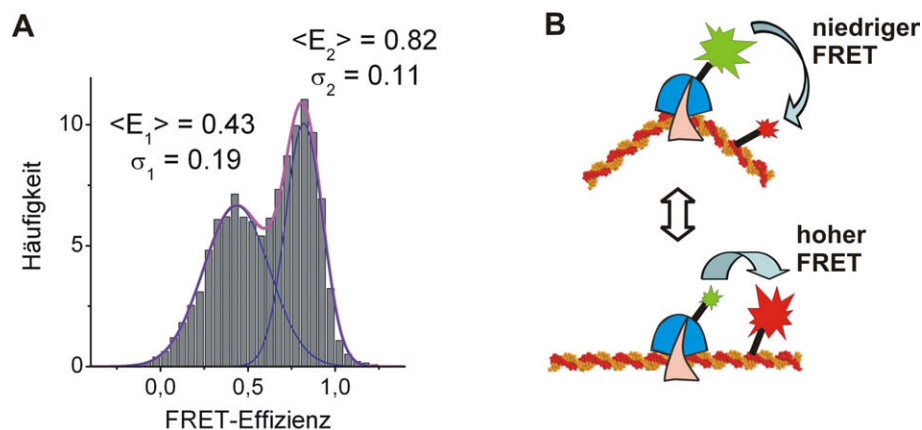 A
<E₁> = 0.43
σ₁ = 0.19
<E₂> = 0.82
σ₂ = 0.11
Häufigkeit
10
5
0
0,0 0,5 1,0
FRET-Effizienz
B
niedriger
FRET
hoher
FRET